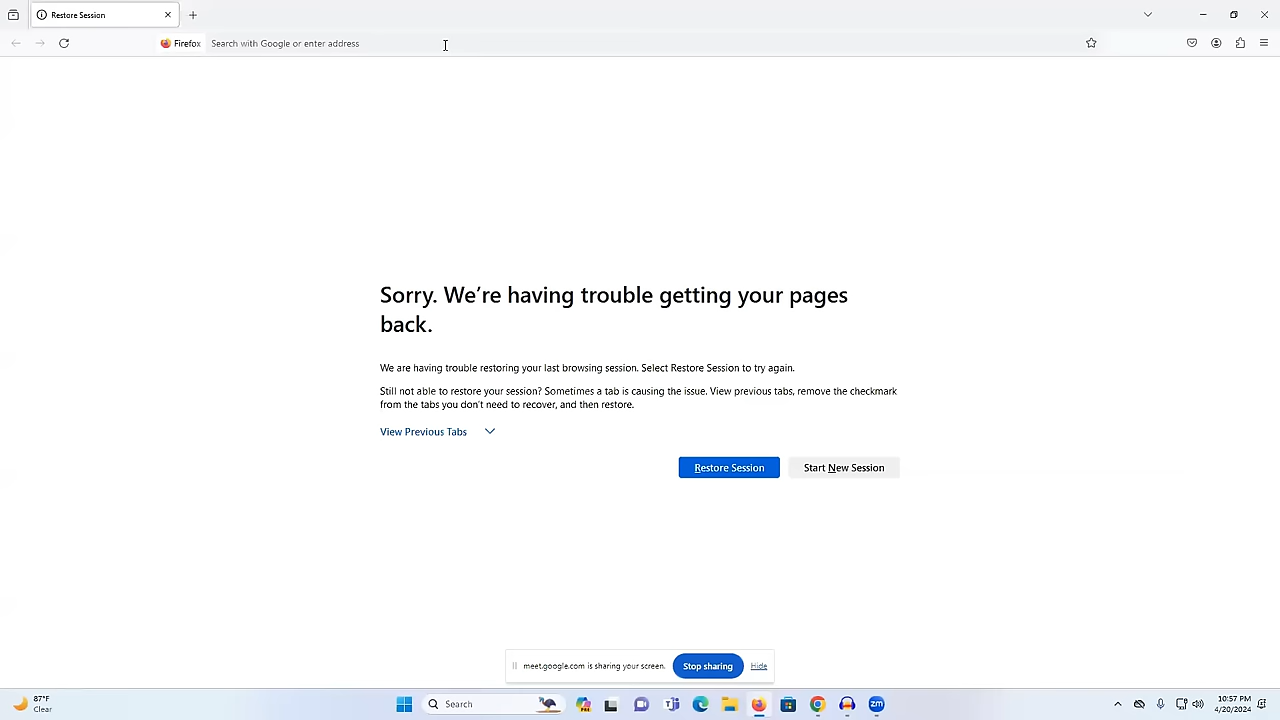 Restore Session
Firefox Search with Google or enter address
Sorry. We're having trouble getting your pages
back.
We are having trouble restoring your last browsing session. Select Restore Session to try again.
Still not able to restore your session? Sometimes a tab is causing the issue. View previous tabs, remove the checkmark
from the tabs you don't need to recover, and then restore.
View Previous Tabs
Restore Session Start New Session
meet.google.com is sharing your screen. Stop sharing Hide
87°F
Clear
Search
zm
10:57 PM
4/20/2024